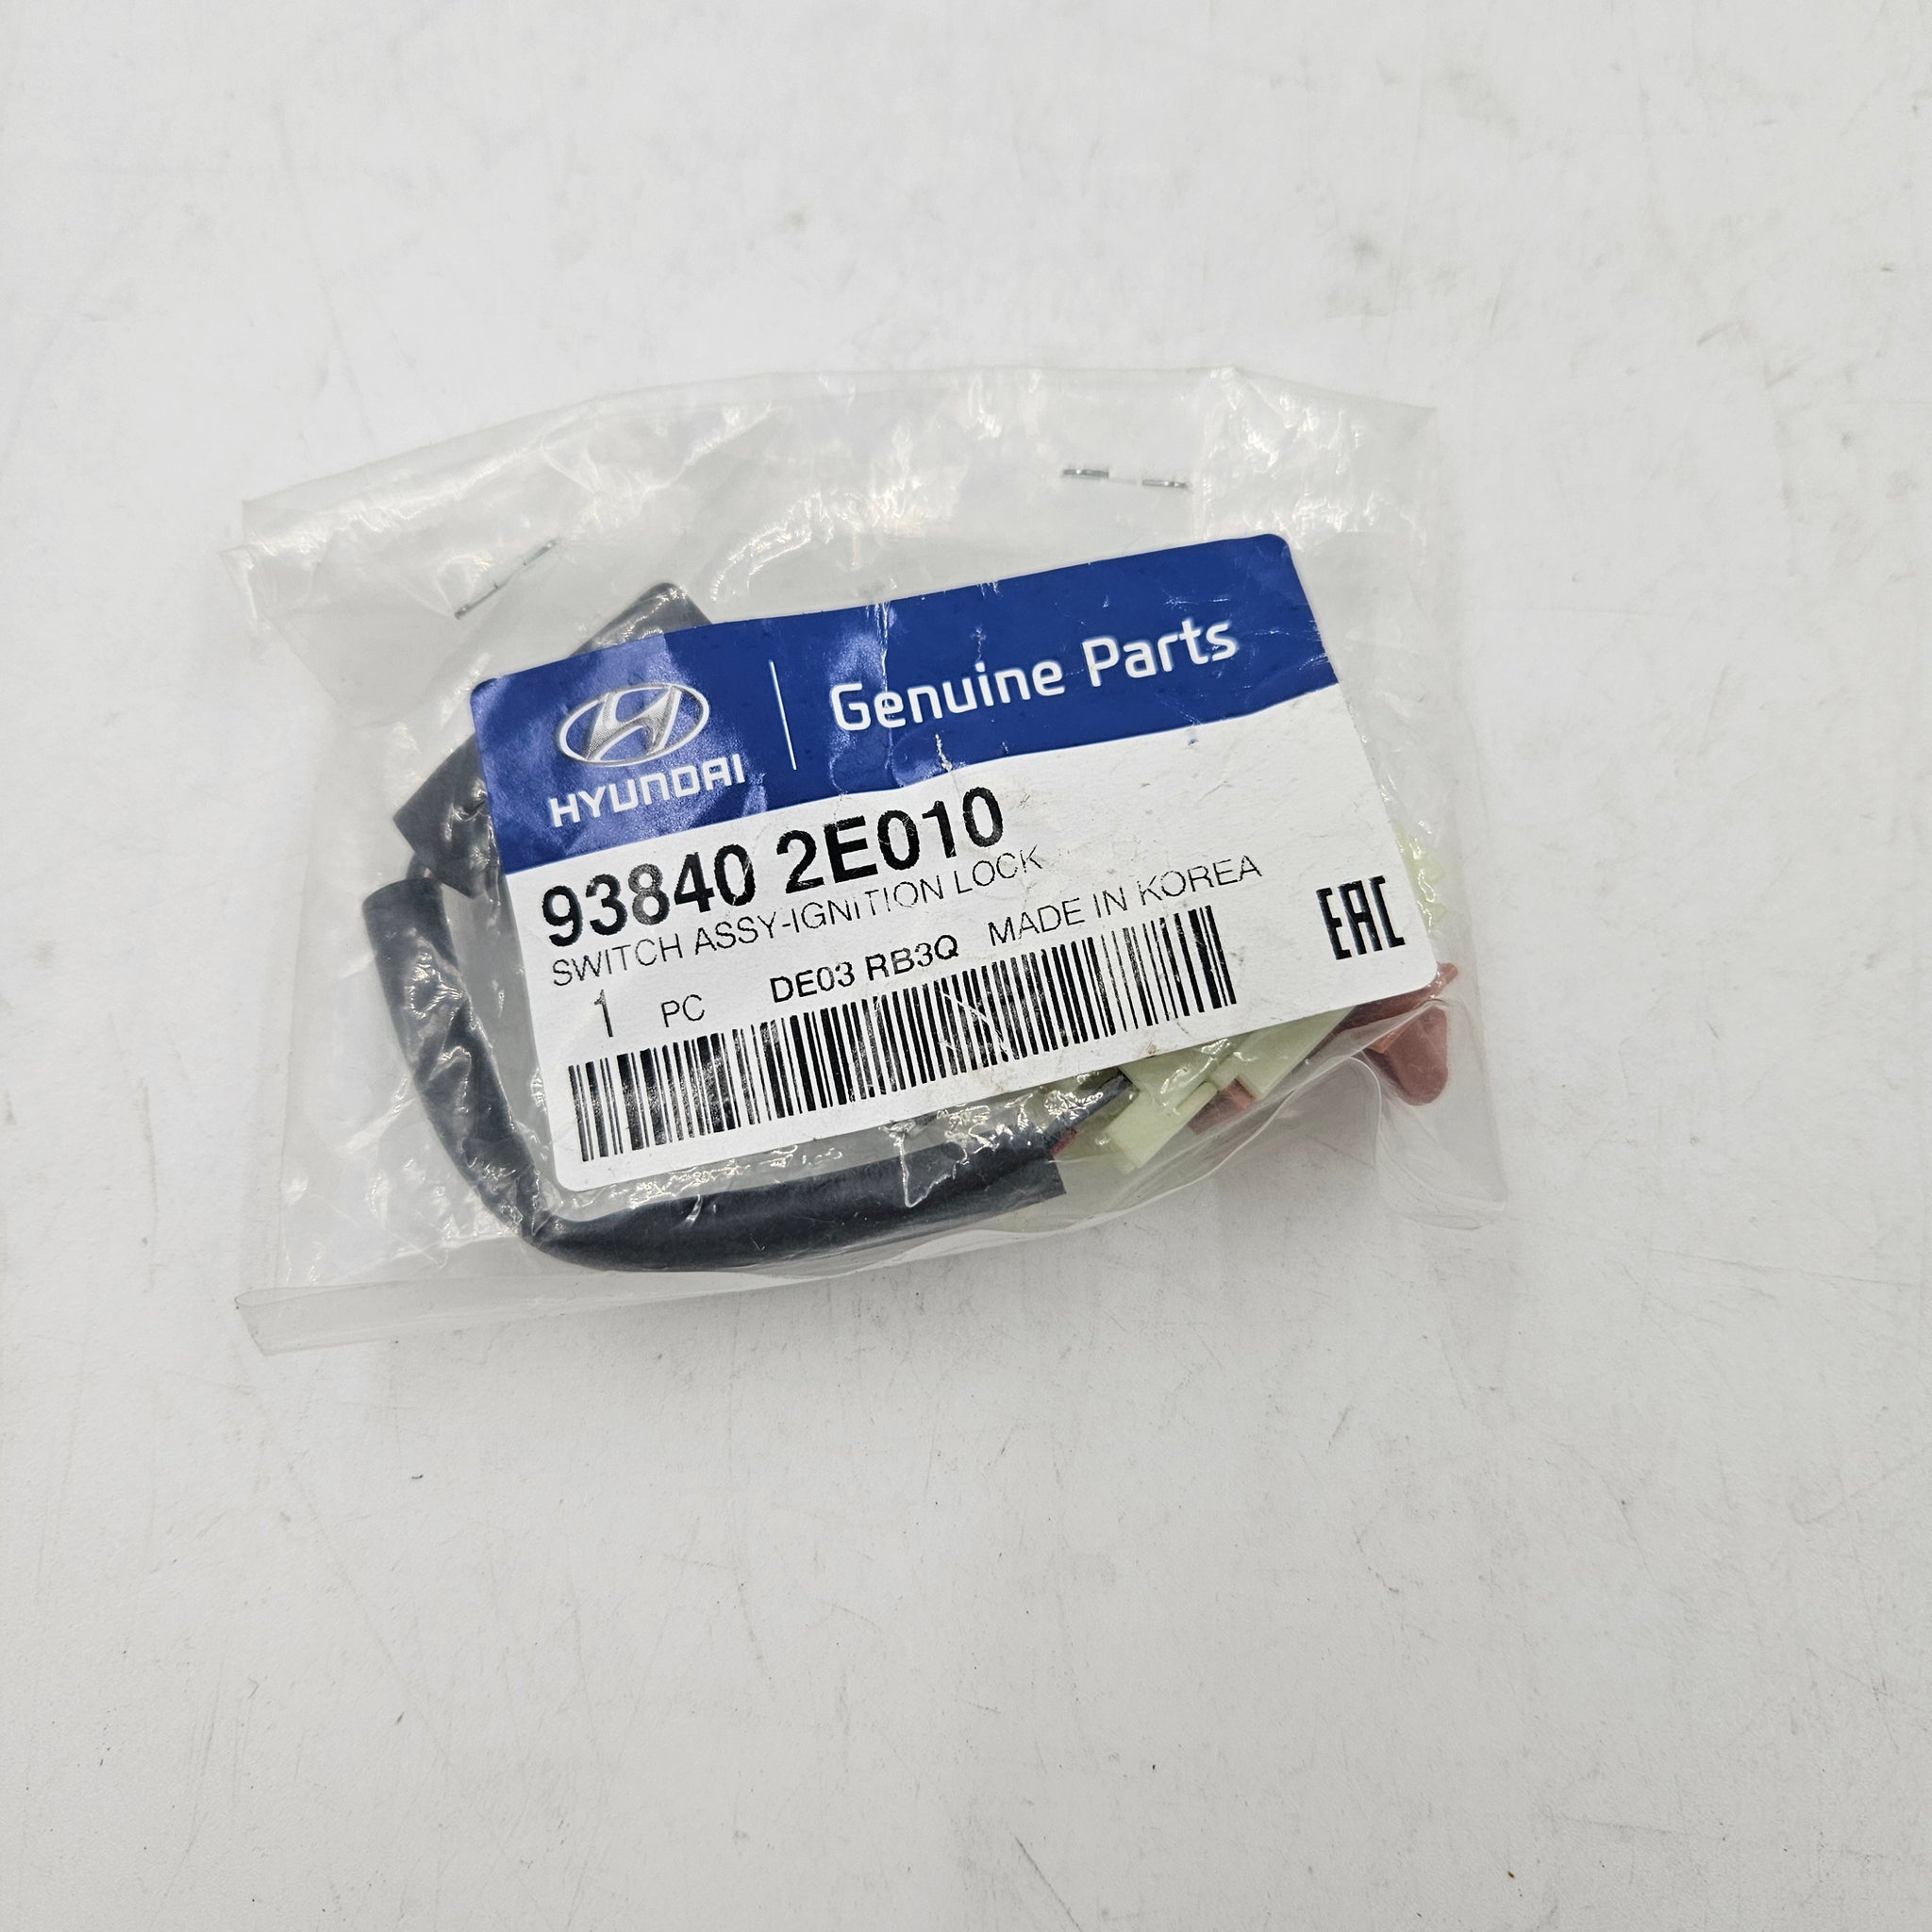 HYUNDAI
Genuine Parts
93840 2E010
SWITCH ASSY-IGNITION LOCK
1 PC DE03 RB3Q MADE IN KOREA
EAC